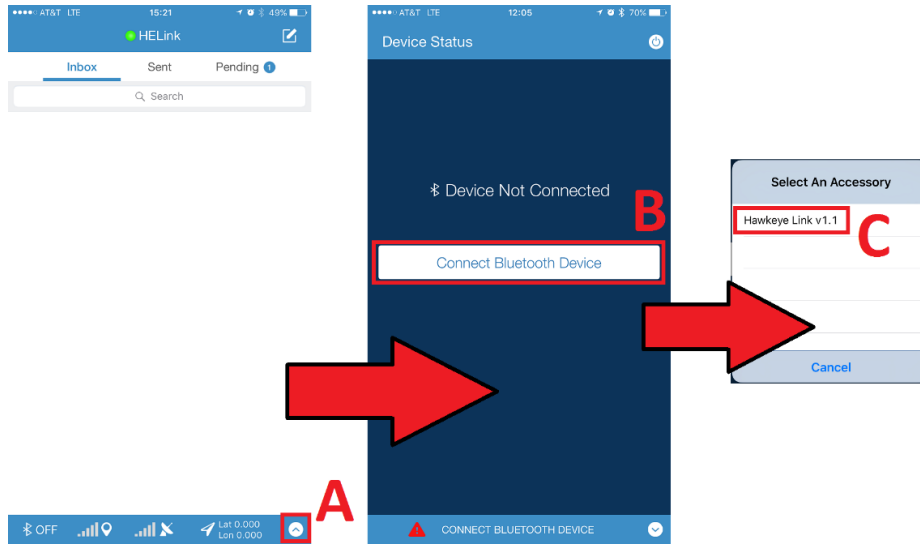 AT&T LTE 15:21 49%
HELink
Inbox Sent Pending 1
Search
OFF Lat 0.000
Lon 0.000
A
AT&T LTE 12:05 70%
Device Status
Device Not Connected
B
Connect Bluetooth Device
CONNECT BLUETOOTH DEVICE
Select An Accessory
Hawkeye Link v1.1
C
Cancel